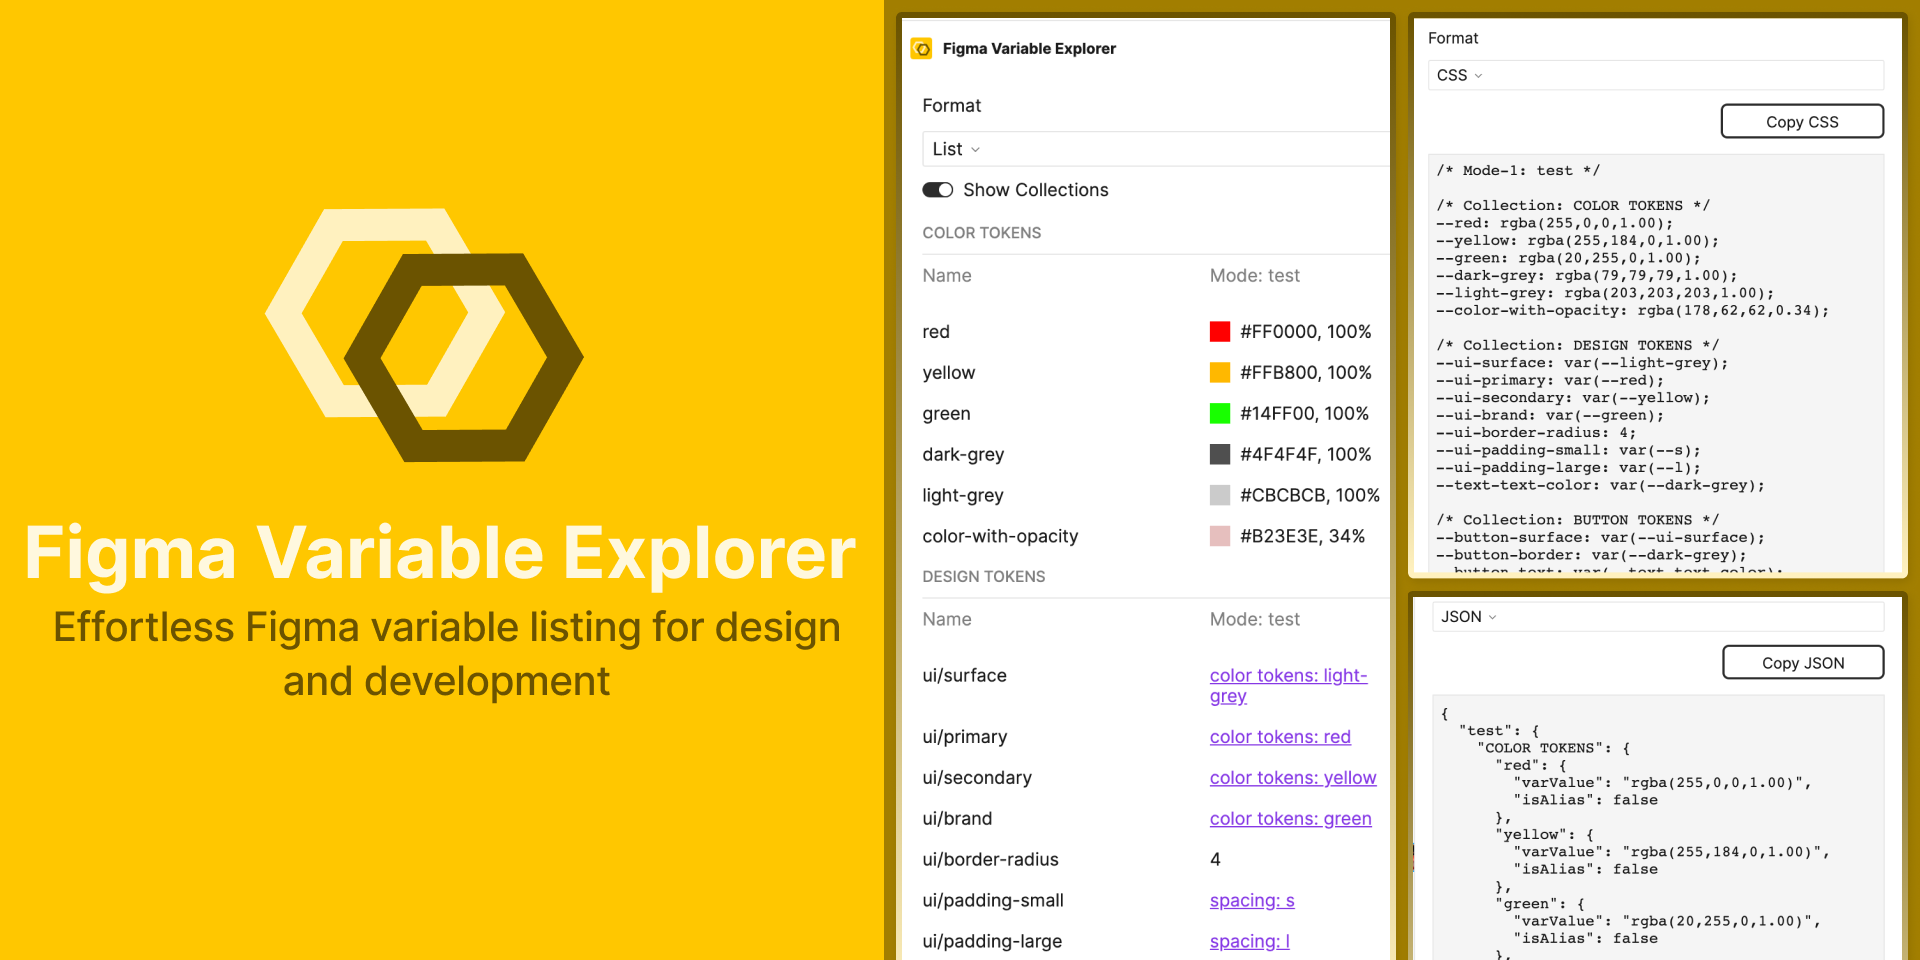 Figma Variable Explorer
Effortless Figma variable listing for design
and development
Figma Variable Explorer
Format
List
Show Collections
COLOR TOKENS
Name Mode: test
red #FF0000, 100%
yellow #FFB800, 100%
green #14FF00, 100%
dark-grey #4F4F4F, 100%
light-grey #CBCBCB, 100%
color-with-opacity #B23E3E, 34%
DESIGN TOKENS
Name Mode: test
ui/surface color tokens: light-
grey
ui/primary color tokens: red
ui/secondary color tokens: yellow
ui/brand color tokens: green
ui/border-radius 4
ui/padding-small spacing: s
ui/padding-large spacing: l
Format
CSS
Copy CSS
/* Mode-1: test */
/* Collection: COLOR TOKENS */
--red: rgba(255,0,0,1.00);
--yellow: rgba(255,184,0,1.00);
--green: rgba(20,255,0,1.00);
--dark-grey: rgba(79,79,79,1.00);
--light-grey: rgba(203,203,203,1.00);
--color-with-opacity: rgba(178,62,62,0.34);
/* Collection: DESIGN TOKENS */
--ui-surface: var(--light-grey);
--ui-primary: var(--red);
--ui-secondary: var(--yellow);
--ui-brand: var(--green);
--ui-border-radius: 4;
--ui-padding-small: var(--s);
--ui-padding-large: var(--l);
--text-text-color: var(--dark-grey);
/* Collection: BUTTON TOKENS */
--button-surface: var(--ui-surface);
--button-border: var(--dark-grey);
--button-text: var(--text-text-color);
JSON
Copy JSON
{
"test": {
"COLOR TOKENS": {
"red": {
"varValue": "rgba(255,0,0,1.00)",
"isAlias": false
},
"yellow": {
"varValue": "rgba(255,184,0,1.00)",
"isAlias": false
},
"green": {
"varValue": "rgba(20,255,0,1.00)",
"isAlias": false
},